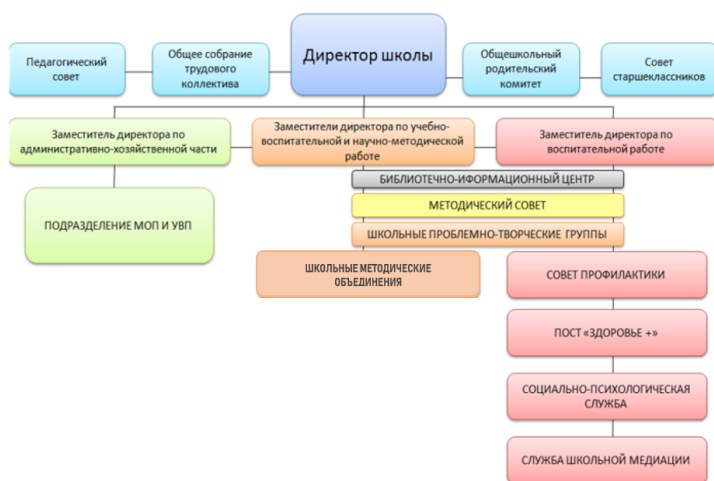 Педагогический
совет
Общее собрание
трудового
коллектива
Директор школы
Общешкольный
родительский
комитет
Совет
старшеклассников
Заместитель директора по
административно-хозяйственной части
Заместители директора по учебно-
воспитательной и научно-методической
работе
Заместитель директора по
воспитательной работе
БИБЛИОТЕЧНО-ИФОРМАЦИОННЫЙ ЦЕНТР
МЕТОДИЧЕСКИЙ СОВЕТ
ШКОЛЬНЫЕ ПРОБЛЕМНО-ТВОРЧЕСКИЕ ГРУППЫ
ПОДРАЗДЕЛЕНИЕ МОП И УВП
ШКОЛЬНЫЕ МЕТОДИЧЕСКИЕ
ОБЪЕДИНЕНИЯ
СОВЕТ ПРОФИЛАКТИКИ
ПОСТ «ЗДОРОВЬЕ +»
СОЦИАЛЬНО-ПСИХОЛОГИЧЕСКАЯ
СЛУЖБА
СЛУЖБА ШКОЛЬНОЙ МЕДИАЦИИ